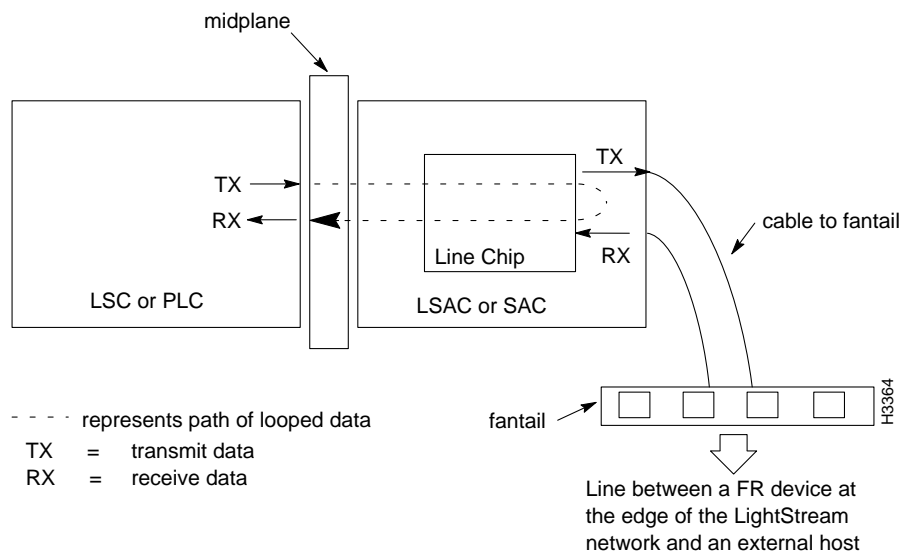 midplane
TX
RX
LSC or PLC
TX
RX
Line Chip
LSAC or SAC
cable to fantail
fantail
H3364
represents path of looped data
TX = transmit data
RX = receive data
Line between a FR device at
the edge of the LightStream
network and an external host